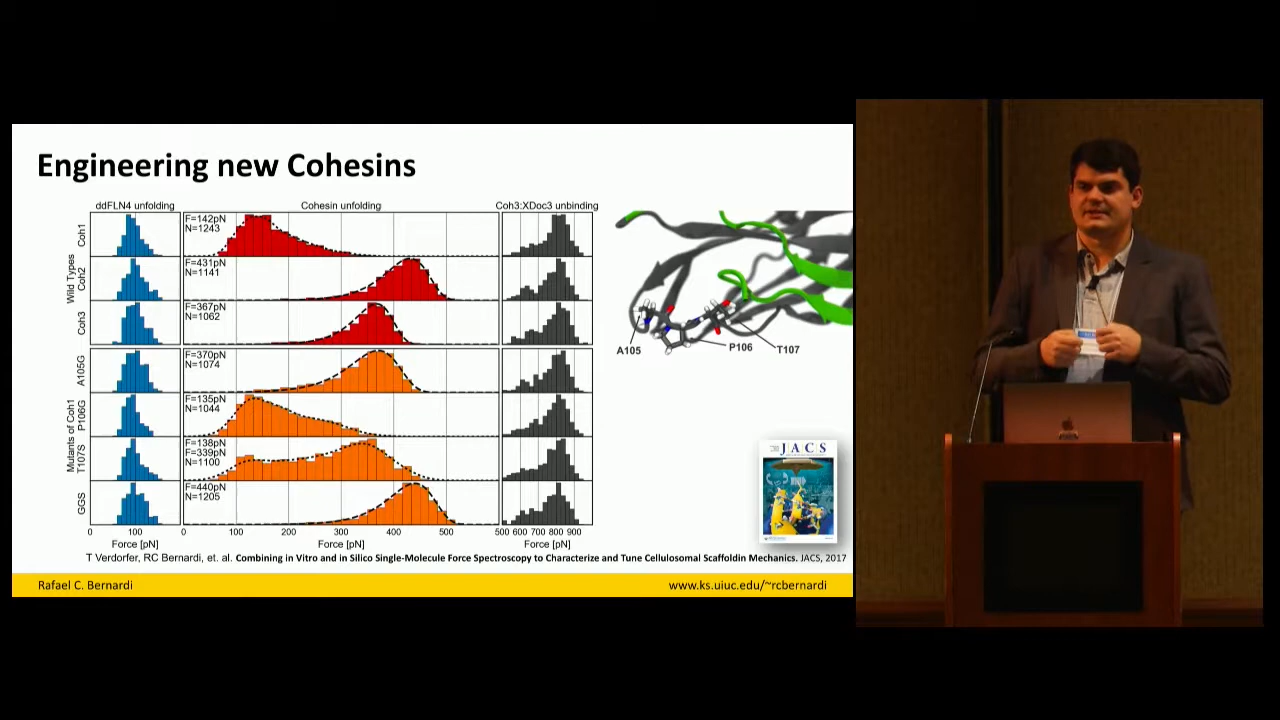 Engineering new Cohesins
ddFLN4 unfolding
Cohesin unfolding
Coh3:XDoc3 unbinding
Wild Types
Coh1
F=142pN
N=1243
Coh2
F=431pN
N=1141
Coh3
F=367pN
N=1062
Mutants of Coh1
A105G
F=370pN
N=1074
P106G
F=135pN
N=1044
T107S
F=138pN
F=339pN
N=1100
GGS
F=440pN
N=1205
0 100
0 100 200 300 400 500
500 600 700 800 900
Force [pN]
Force [pN]
Force [pN]
A105
P106
T107
JACS
T Verdorfer, RC Bernardi, et. al. Combining in Vitro and in Silico Single-Molecule Force Spectroscopy to Characterize and Tune Cellulosomal Scaffoldin Mechanics. JACS, 2017
Rafael C. Bernardi
www.ks.uiuc.edu/~rcbernardi